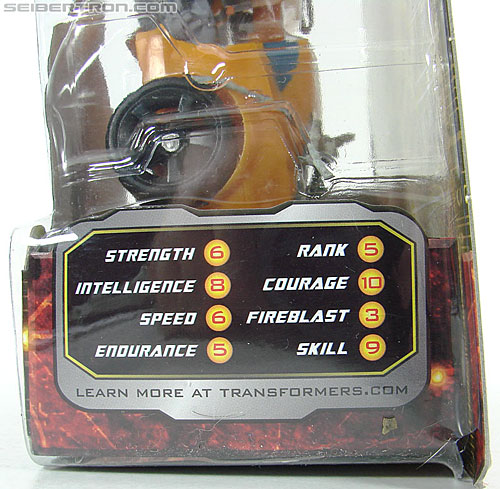 SEIBERTRON.COM
STRENGTH 6 RANK 5
INTELLIGENCE 8 COURAGE 10
SPEED 6 FIREBLAST 3
ENDURANCE 5 SKILL 9
LEARN MORE AT TRANSFORMERS.COM